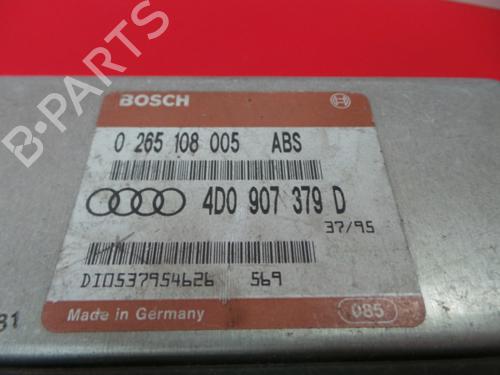 BOSCH
0 265 108 005 ABS
4D0 907 379 D
37/95
DI0537954626 569
Made in Germany
085
B-PARTS